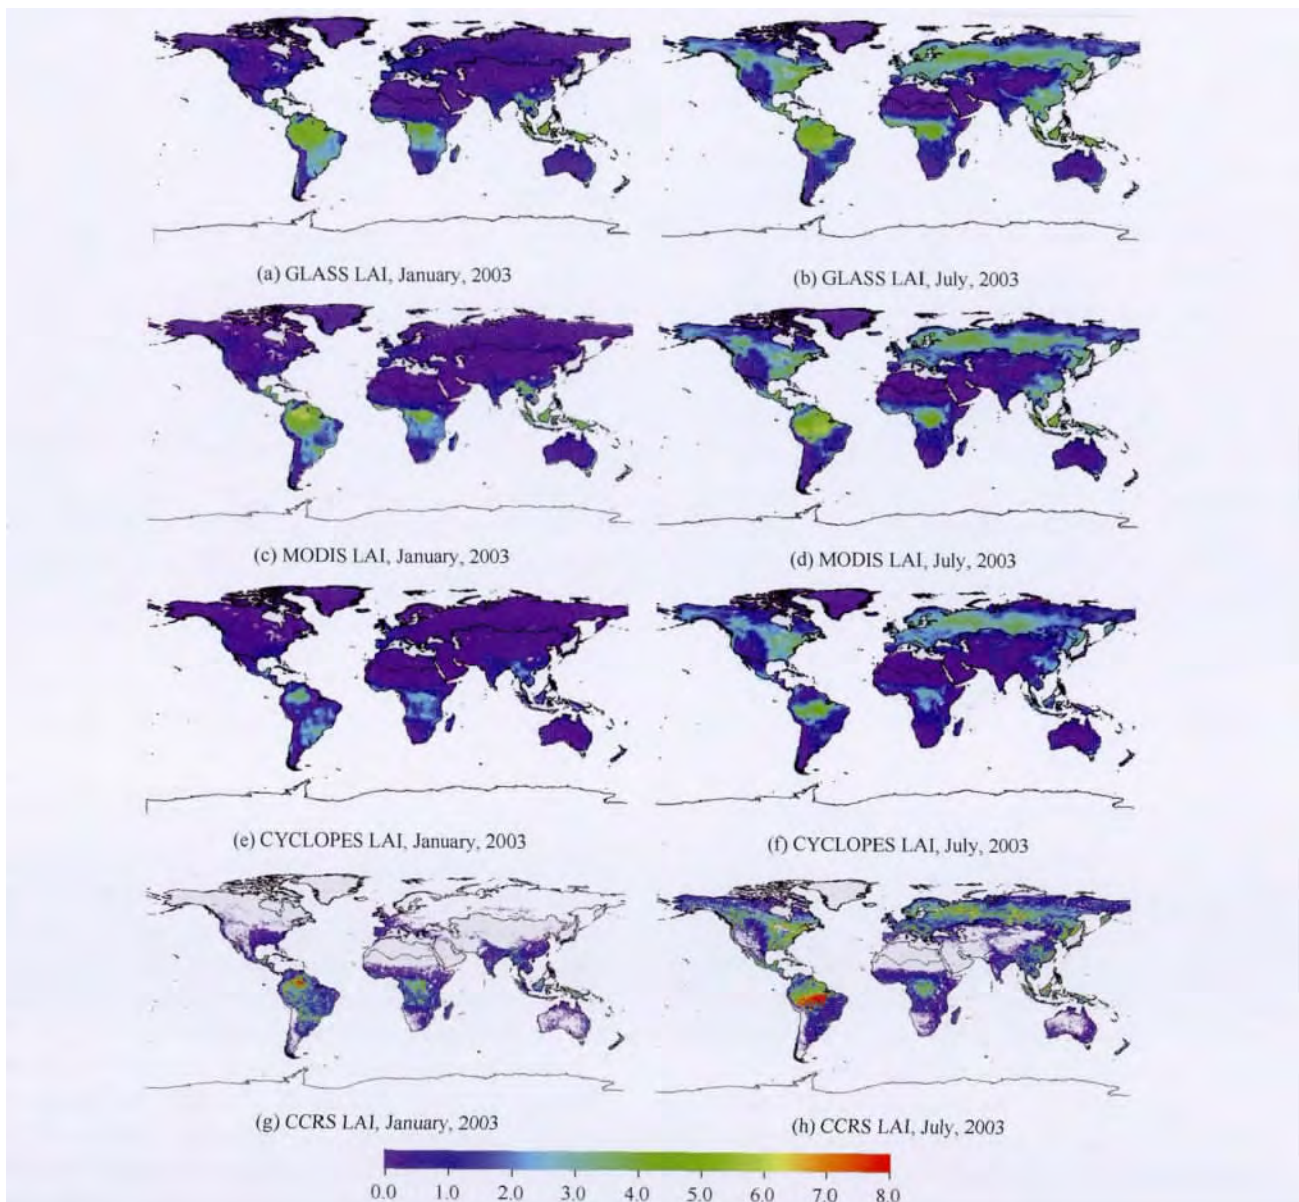 (a) GLASS LAI, January, 2003
(b) GLASS LAI, July, 2003
(c) MODIS LAI, January, 2003
(d) MODIS LAI, July, 2003
(e) CYCLOPES LAI, January, 2003
(f) CYCLOPES LAI, July, 2003
(g) CCRS LAI, January, 2003
(h) CCRS LAI, July, 2003
0.0 1.0 2.0 3.0 4.0 5.0 6.0 7.0 8.0